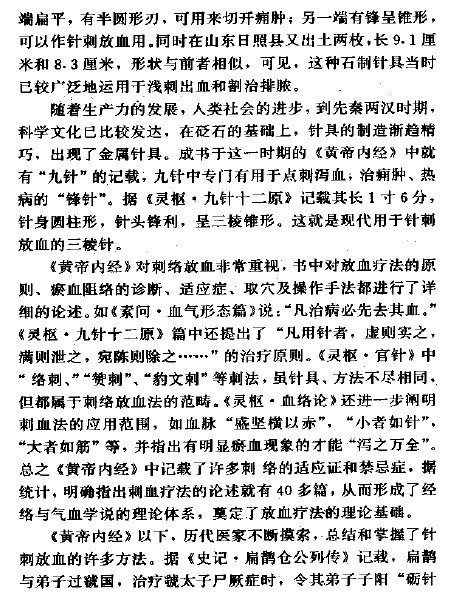 端扁平，有半圆形刃，可用来切开痈肿；另一端有锋呈锥形，
可以作针刺放血用。同时在山东日照县又出土两枚，长9.1厘
米和8.3厘米，形状与前者相似，可见，这种石制针具当时
已较广泛地运用于浅刺出血和割治排脓。
随着生产力的发展，人类社会的进步，到先秦两汉时期，
科学文化已比较发达，在砭石的基础上，针具的制造渐趋精
巧，出现了金属针具。成书于这一时期的《黄帝内经》中就
有“九针”的记载，九针中专门有用于点刺泻血，治痈肿、热
病的“锋针”。据《灵枢·九针十二原》记载其长1寸6分，
针身圆柱形，针头锋利，呈三棱锥形。这就是现代用于针刺
放血的三棱针。
《黄帝内经》对刺络放血非常重视，书中对放血疗法的原
则、瘀血阻络的诊断、适应症、取穴及操作手法都进行了详
细的论述。如《素问·血气形态篇》说：“凡治病必先去其血。”
《灵枢·九针十二原》篇中还提出了“凡用针者，虚则实之，
满则泄之，宛陈则除之……”的治疗原则。《灵枢·官针》中
“络刺、”“赞刺”、“豹文刺”等刺法，虽针具、方法不尽相同，
但都属于刺络放血法的范畴。《灵枢·血络论》还进一步阐明
刺血法的应用范围，如血脉“盛坚横以赤”，“小者如针”，
“大者如筋”等，并指出有明显瘀血现象的才能“泻之万全”。
总之《黄帝内经》中记载了许多刺络的适应证和禁忌症，据
统计，明确指出刺血疗法的论述就有40多篇，从而形成了经
络与气血学说的理论体系，奠定了放血疗法的理论基础。
《黄帝内经》以下，历代医家不断摸索，总结和掌握了针
刺放血的许多方法。据《史记·扁鹊仓公列传》记载，扁鹊
与弟子过虢国，治疗虢太子尸厥症时，令其弟子子阳“砺针